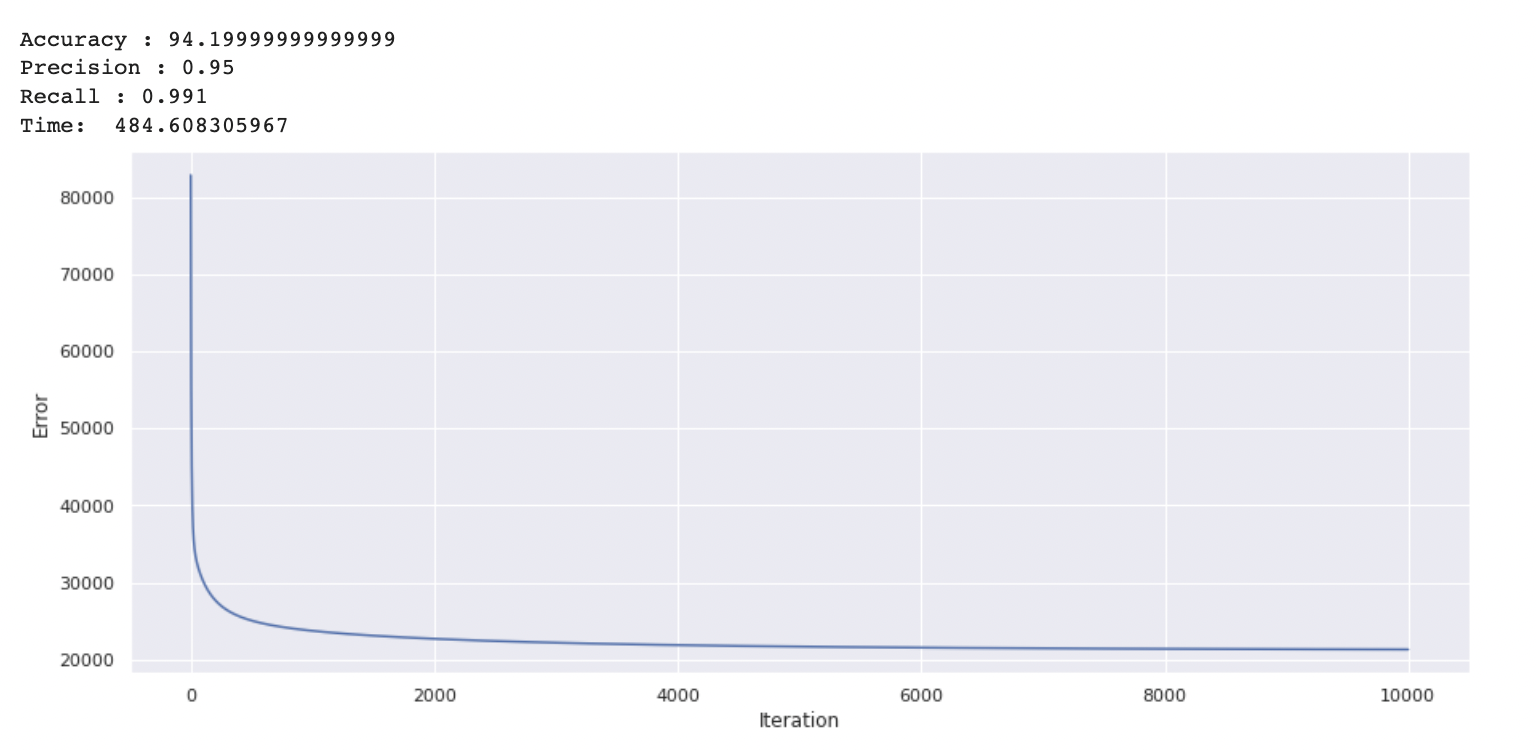 Accuracy : 94.19999999999999
Precision : 0.95
Recall : 0.991
Time:  484.608305967
80000
70000
60000
50000
40000
30000
20000
Error
0 2000 4000 6000 8000 10000
Iteration